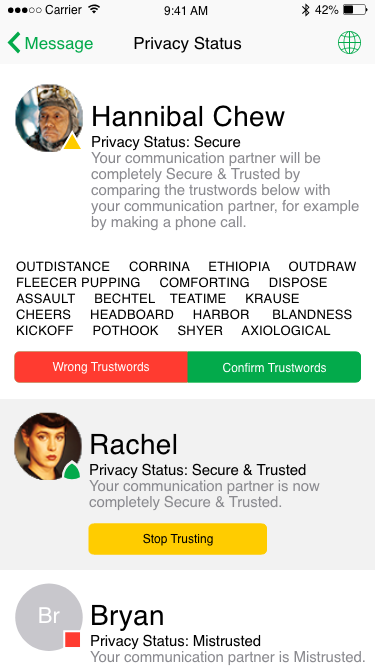 Carrier 9:41 AM 42%
Message Privacy Status
Hannibal Chew
Privacy Status: Secure
Your communication partner will be
completely Secure & Trusted by
comparing the trustwords below with
your communication partner, for example
by making a phone call.
OUTDISTANCE CORRINA ETHIOPIA OUTDRAW
FLEECER PUPPING COMFORTING DISPOSE
ASSAULT BECHTEL TEATIME KRAUSE
CHEERS HEADBOARD HARBOR BLANDNESS
KICKOFF POTHOOK SHYER AXIOLOGICAL
Wrong Trustwords Confirm Trustwords
Rachel
Privacy Status: Secure & Trusted
Your communication partner is now
completely Secure & Trusted.
Stop Trusting
Br
Bryan
Privacy Status: Mistrusted
Your communication partner is Mistrusted.